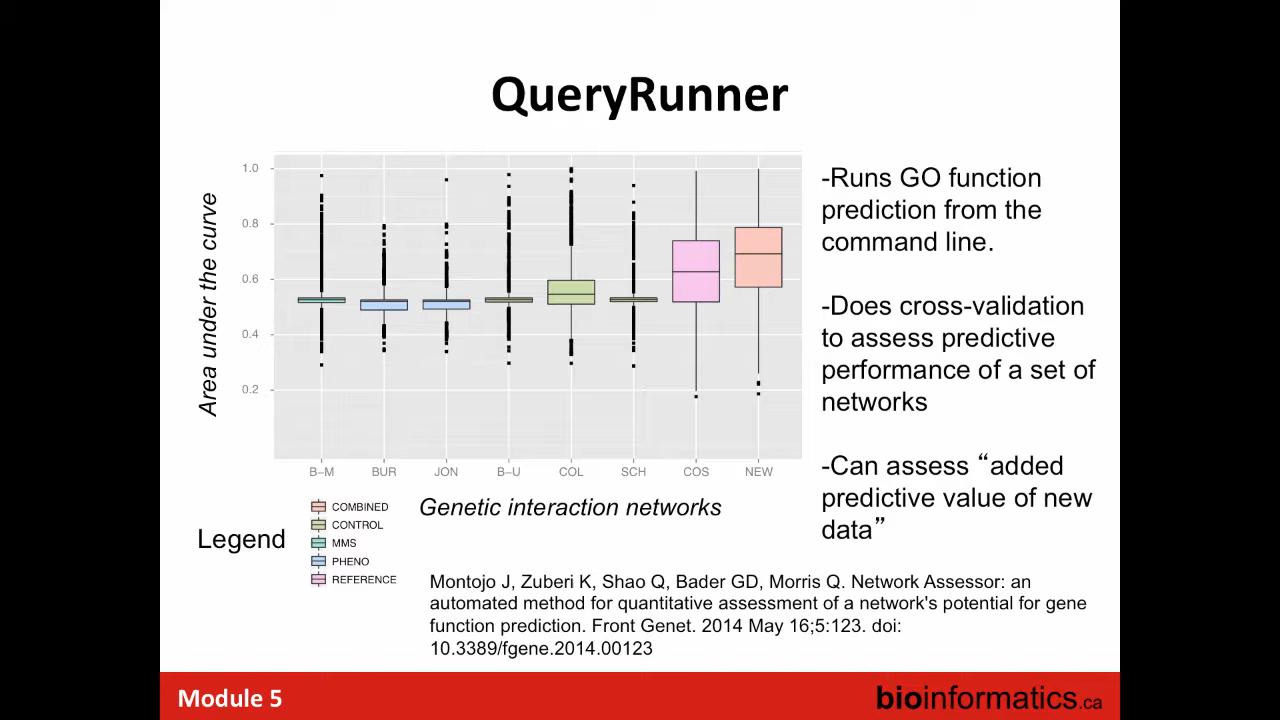 QueryRunner
Area under the curve
1.0
0.8
0.6
0.4
0.2
B–M BUR JON B–U COL SCH COS NEW
Genetic interaction networks
Legend
COMBINED
CONTROL
MMS
PHENO
REFERENCE
-Runs GO function
prediction from the
command line.
-Does cross-validation
to assess predictive
performance of a set of
networks
-Can assess “added
predictive value of new
data”
Montojo J, Zuberi K, Shao Q, Bader GD, Morris Q. Network Assessor: an
automated method for quantitative assessment of a network's potential for gene
function prediction. Front Genet. 2014 May 16;5:123. doi:
10.3389/fgene.2014.00123
Module 5
bioinformatics.ca